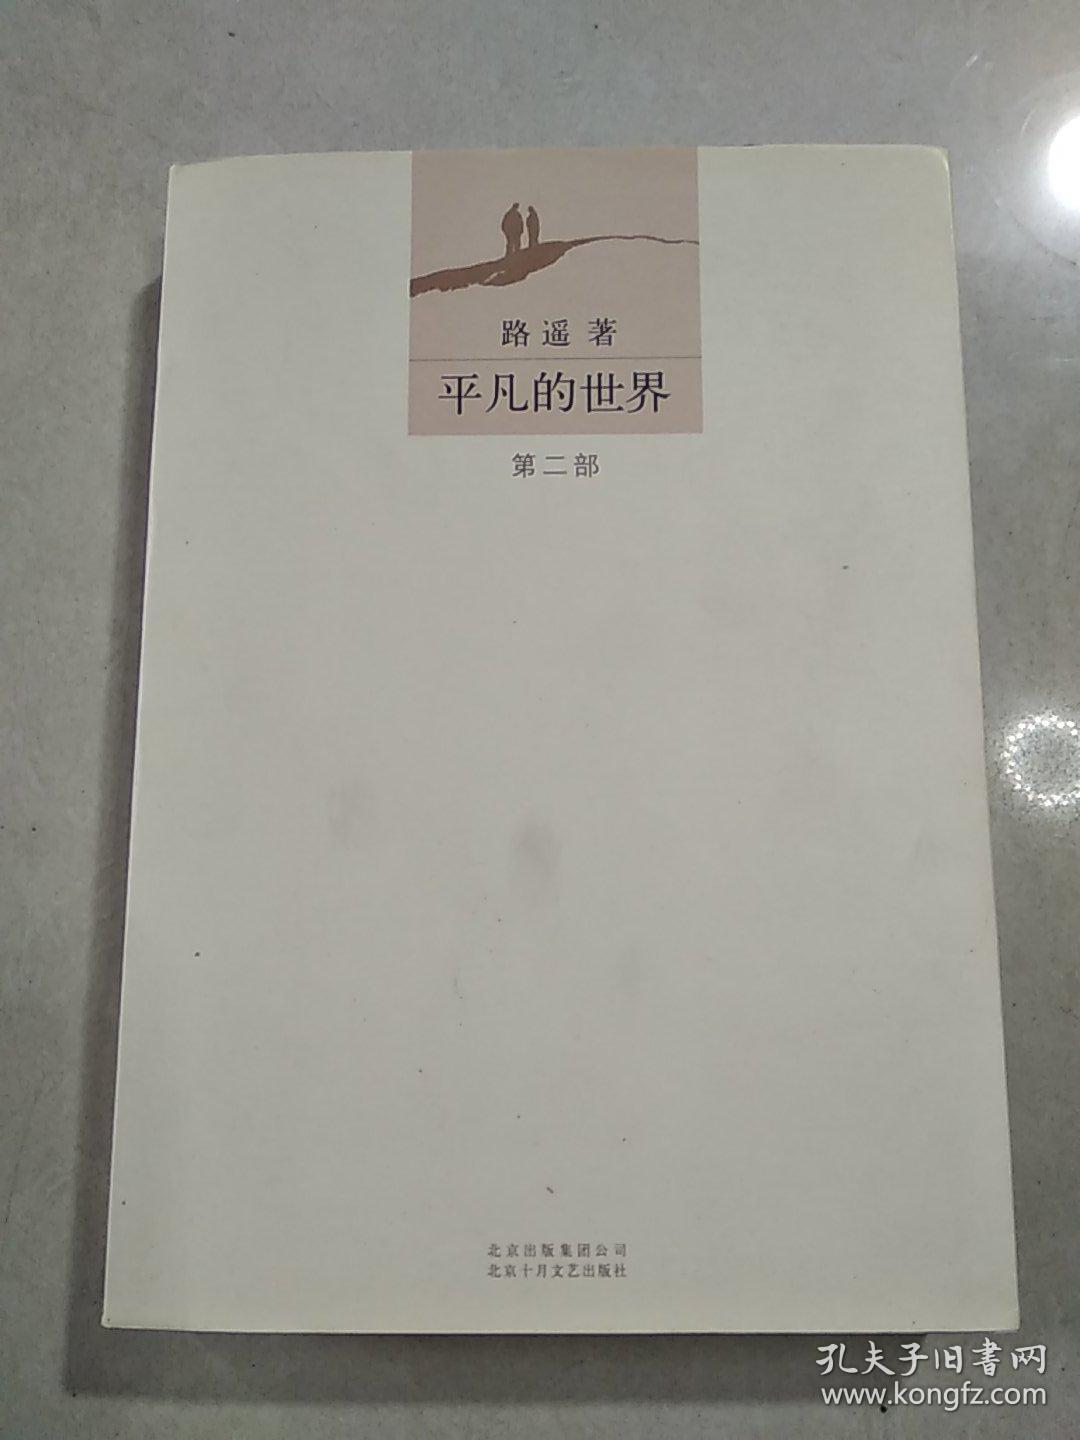 路遥 著
平凡的世界
第二部
北京出版集团公司
北京十月文艺出版社
孔夫子旧書网
www.kongfz.com